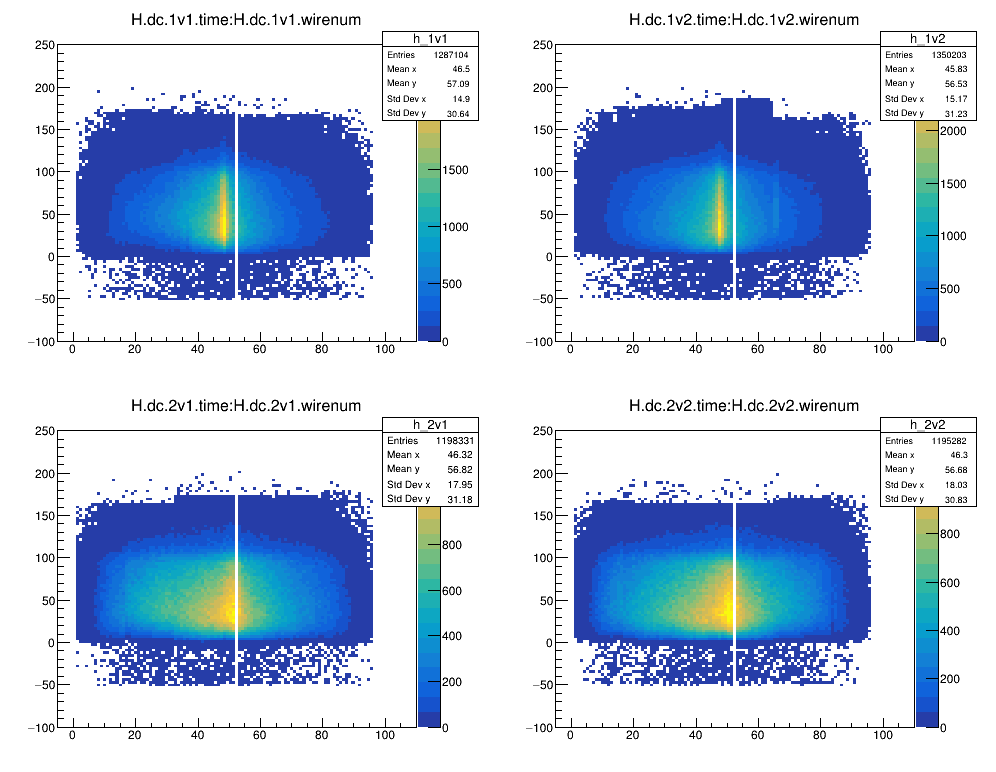 H.dc.1v1.time:H.dc.1v1.wirenum
h_1v1
Entries 1287104
Mean x 46.5
Mean y 57.09
Std Dev x 14.9
Std Dev y 30.64
250
200
150
100
50
0
−50
−100
0 20 40 60 80 100
1500
1000
500
0
H.dc.1v2.time:H.dc.1v2.wirenum
h_1v2
Entries 1350203
Mean x 45.83
Mean y 56.53
Std Dev x 15.17
Std Dev y 31.23
250
200
150
100
50
0
−50
−100
0 20 40 60 80 100
2000
1500
1000
500
0
H.dc.2v1.time:H.dc.2v1.wirenum
h_2v1
Entries 1198331
Mean x 46.32
Mean y 56.82
Std Dev x 17.95
Std Dev y 31.18
250
200
150
100
50
0
−50
−100
0 20 40 60 80 100
800
600
400
200
0
H.dc.2v2.time:H.dc.2v2.wirenum
h_2v2
Entries 1195282
Mean x 46.3
Mean y 56.68
Std Dev x 18.03
Std Dev y 30.83
250
200
150
100
50
0
−50
−100
0 20 40 60 80 100
800
600
400
200
0